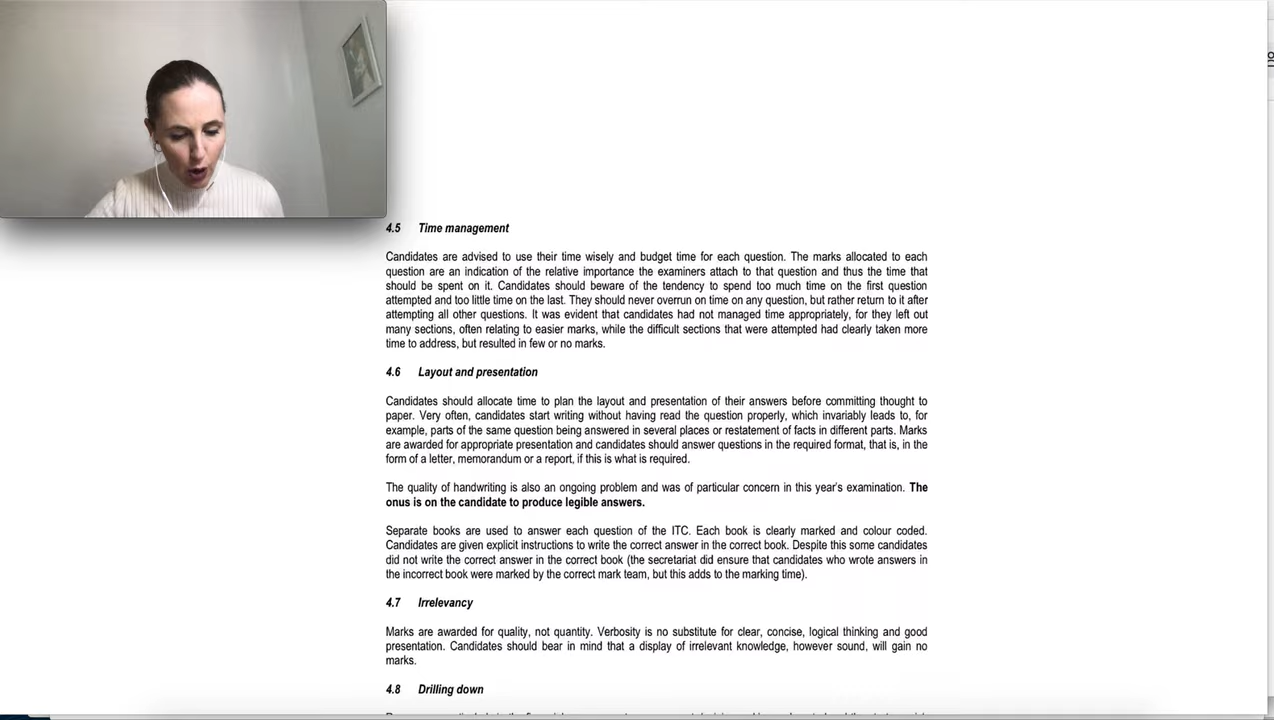 4.5 Time management
Candidates are advised to use their time wisely and budget time for each question. The marks allocated to each
question are an indication of the relative importance the examiners attach to that question and thus the time that
should be spent on it. Candidates should beware of the tendency to spend too much time on the first question
attempted and too little time on the last. They should never overrun on time on any question, but rather return to it after
attempting all other questions. It was evident that candidates had not managed time appropriately, for they left out
many sections, often relating to easier marks, while the difficult sections that were attempted had clearly taken more
time to address, but resulted in few or no marks.
4.6 Layout and presentation
Candidates should allocate time to plan the layout and presentation of their answers before committing thought to
paper. Very often, candidates start writing without having read the question properly, which invariably leads to, for
example, parts of the same question being answered in several places or restatement of facts in different parts. Marks
are awarded for appropriate presentation and candidates should answer questions in the required format, that is, in the
form of a letter, memorandum or a report, if this is what is required.
The quality of handwriting is also an ongoing problem and was of particular concern in this year's examination. The
onus is on the candidate to produce legible answers.
Separate books are used to answer each question of the ITC. Each book is clearly marked and colour coded.
Candidates are given explicit instructions to write the correct answer in the correct book. Despite this some candidates
did not write the correct answer in the correct book (the secretariat did ensure that candidates who wrote answers in
the incorrect book were marked by the correct mark team, but this adds to the marking time).
4.7 Irrelevancy
Marks are awarded for quality, not quantity. Verbosity is no substitute for clear, concise, logical thinking and good
presentation. Candidates should bear in mind that a display of irrelevant knowledge, however sound, will gain no
marks.
4.8 Drilling down